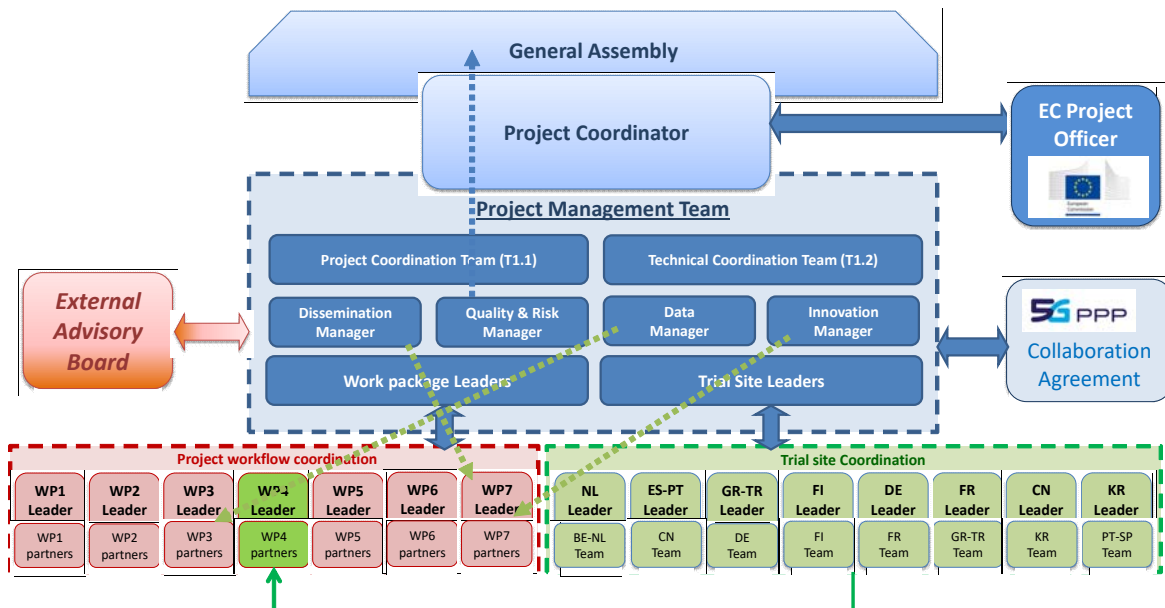 General Assembly
Project Coordinator
EC Project
Officer
European
Commission
Project Management Team
Project Coordination Team (T1.1)
Technical Coordination Team (T1.2)
Dissemination
Manager
Quality & Risk
Manager
Data
Manager
Innovation
Manager
Work package Leaders
Trial Site Leaders
External
Advisory
Board
5G PPP
Collaboration
Agreement
Project workflow coordination
WP1
Leader
WP2
Leader
WP3
Leader
WP4
Leader
WP5
Leader
WP6
Leader
WP7
Leader
WP1
partners
WP2
partners
WP3
partners
WP4
partners
WP5
partners
WP6
partners
WP7
partners
Trial site Coordination
NL
Leader
ES-PT
Leader
GR-TR
Leader
FI
Leader
DE
Leader
FR
Leader
CN
Leader
KR
Leader
BE-NL
Team
CN
Team
DE
Team
FI
Team
FR
Team
GR-TR
Team
KR
Team
PT-SP
Team